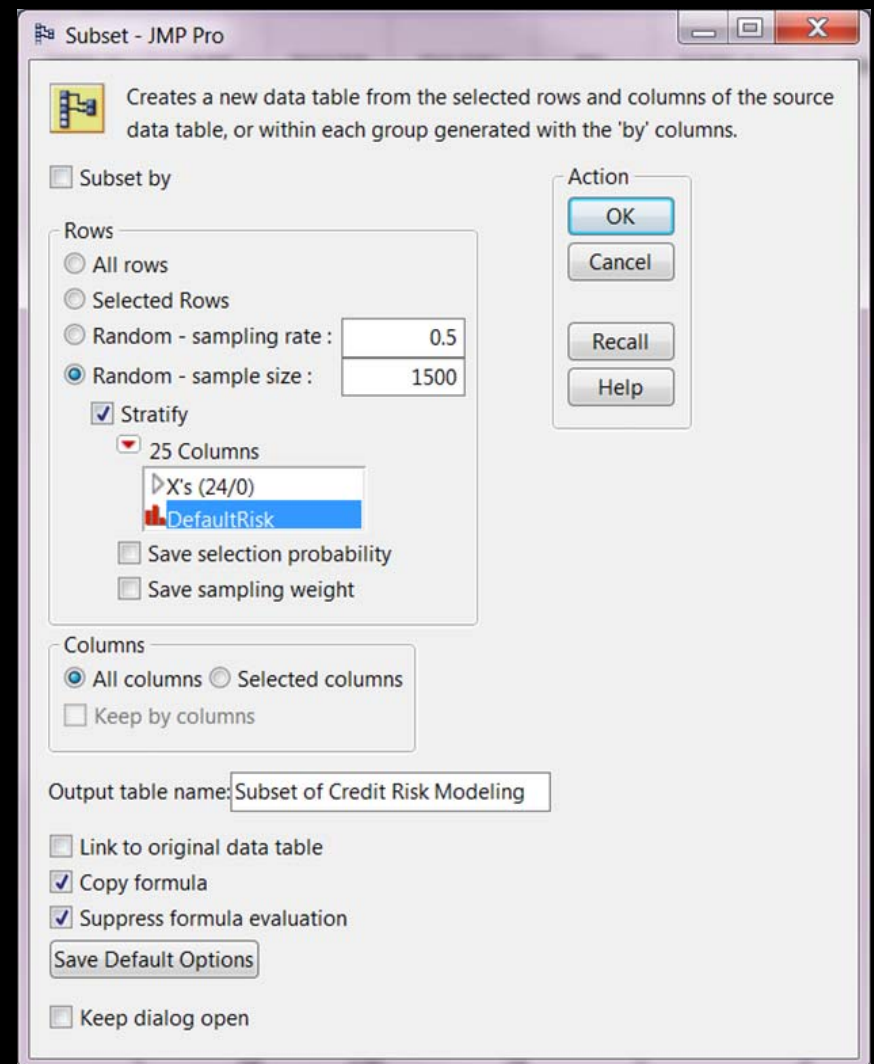 Subset - JMP Pro
Creates a new data table from the selected rows and columns of the source
data table, or within each group generated with the 'by' columns.
Subset by
Action
OK
Cancel
Recall
Help
Rows
All rows
Selected Rows
Random - sampling rate : 0.5
Random - sample size : 1500
Stratify
25 Columns
X's (24/0)
DefaultRisk
Save selection probability
Save sampling weight
Columns
All columns Selected columns
Keep by columns
Output table name: Subset of Credit Risk Modeling
Link to original data table
Copy formula
Suppress formula evaluation
Save Default Options
Keep dialog open